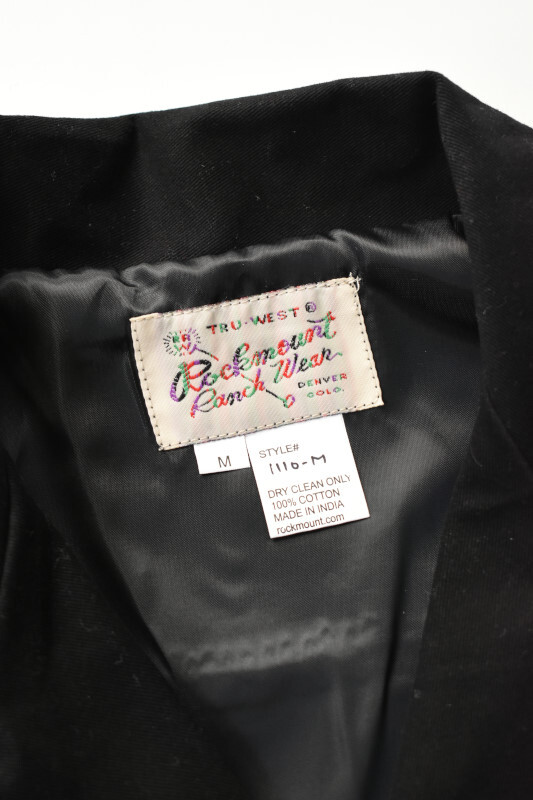 TRU-WEST ®
RRW
Rockmount
Ranch Wear
DENVER
COLO.
M
STYLE#
1116-M
DRY CLEAN ONLY
100% COTTON
MADE IN INDIA
rockmount.com